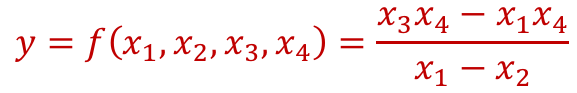 y = f(x₁, x₂, x₃, x₄) = (x₃x₄ − x₁x₄) / (x₁ − x₂)